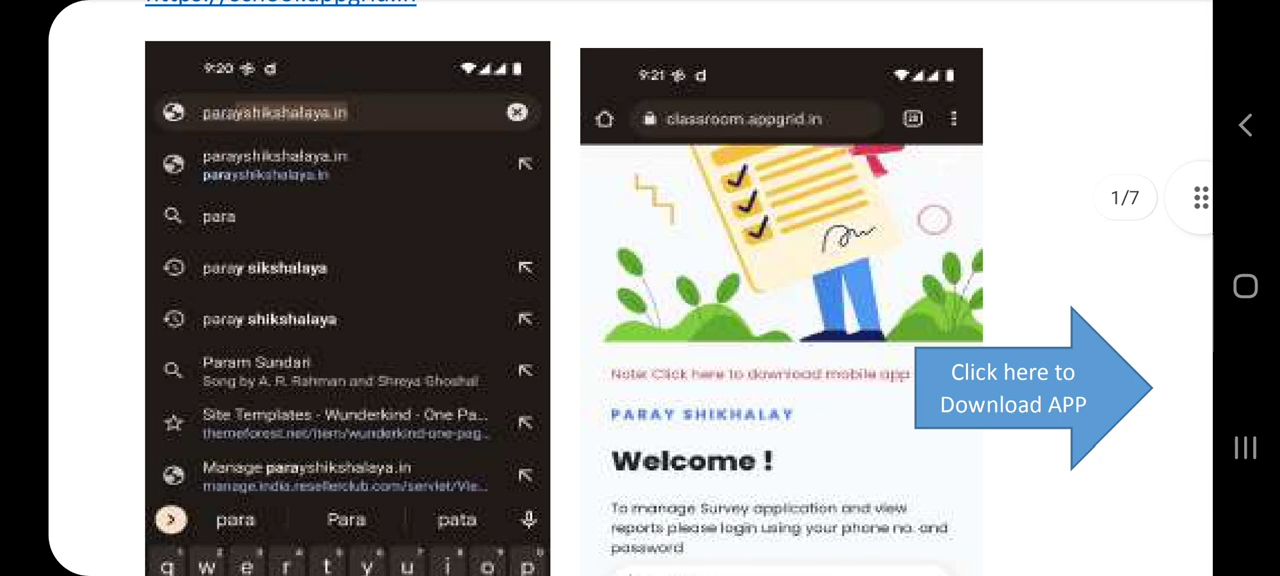 9:20
parayshikshalaya.in
parayshikshalaya.in
parayshikshalaya.in
para
paray sikshalaya
paray shikshalaya
Param Sundari
Song by A. R. Rahman and Shreya Ghoshal
Site Templates - Wunderkind - One Pa...
themeforest.net/item/wunderkind-one-pag...
Manage parayshikshalaya.in
manage.india.resellerclub.com/servlet/Vie...
para Para pata
q w e r t y u i o p
9:21
classroom.appgrid.in
Note: Click here to download mobile app
PARAY SHIKHALAY
Welcome !
To manage Survey application and view
reports please login using your phone no. and
password
Click here to
Download APP
1/7